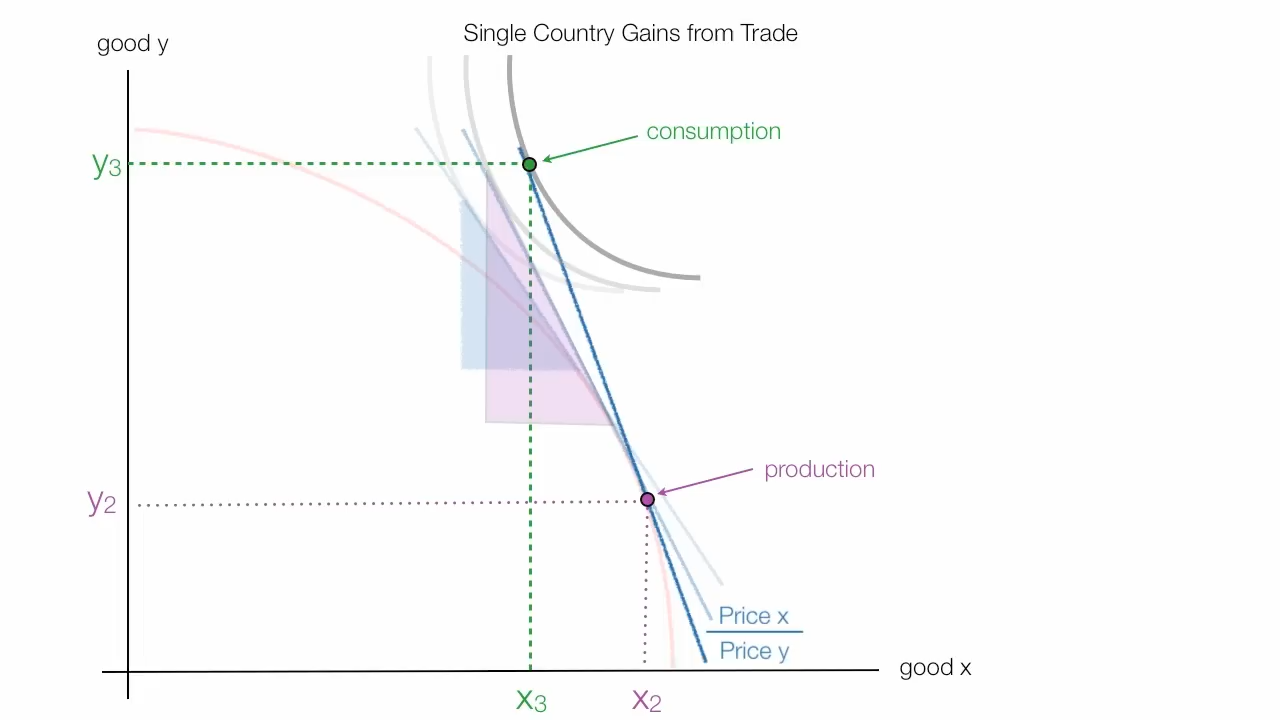 Single Country Gains from Trade
good y
consumption
y3
production
y2
Price x
Price y
good x
x3
x2